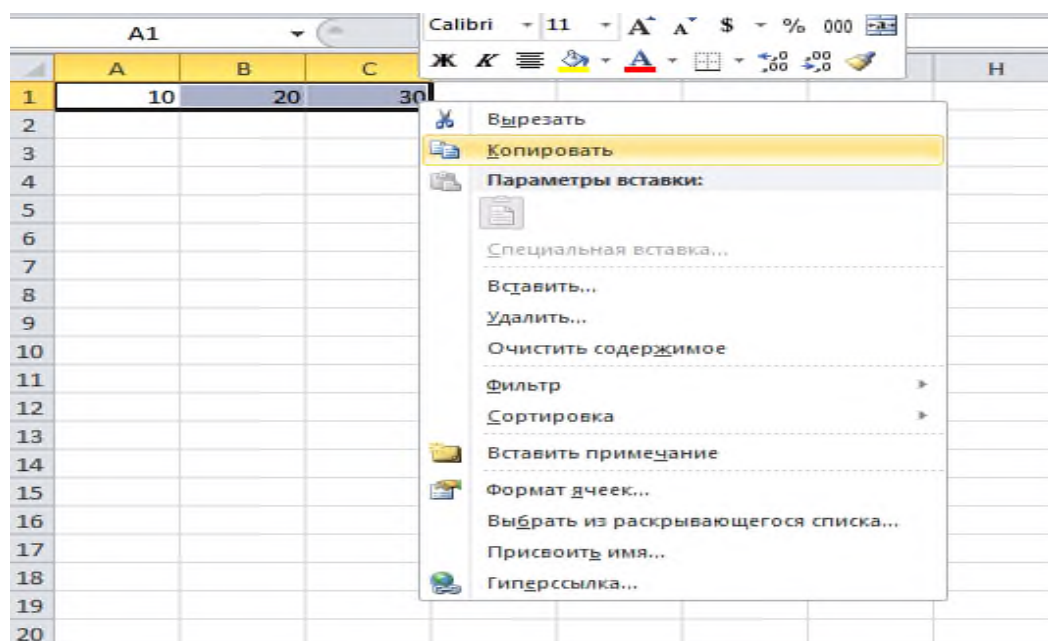 A1
Calibri 11 A A $ % 000 a
Ж К A ,00 ,00
A B C H
1 10 20 30
2 Вырезать
3 Копировать
4 Параметры вставки:
5
6 Специальная вставка...
7
8 Вставить...
9 Удалить...
10 Очистить содержимое
11 Фильтр
12 Сортировка
13
14 Вставить примечание
15 Формат ячеек...
16 Выбрать из раскрывающегося списка...
17 Присвоить имя...
18 Гиперссылка...
19
20